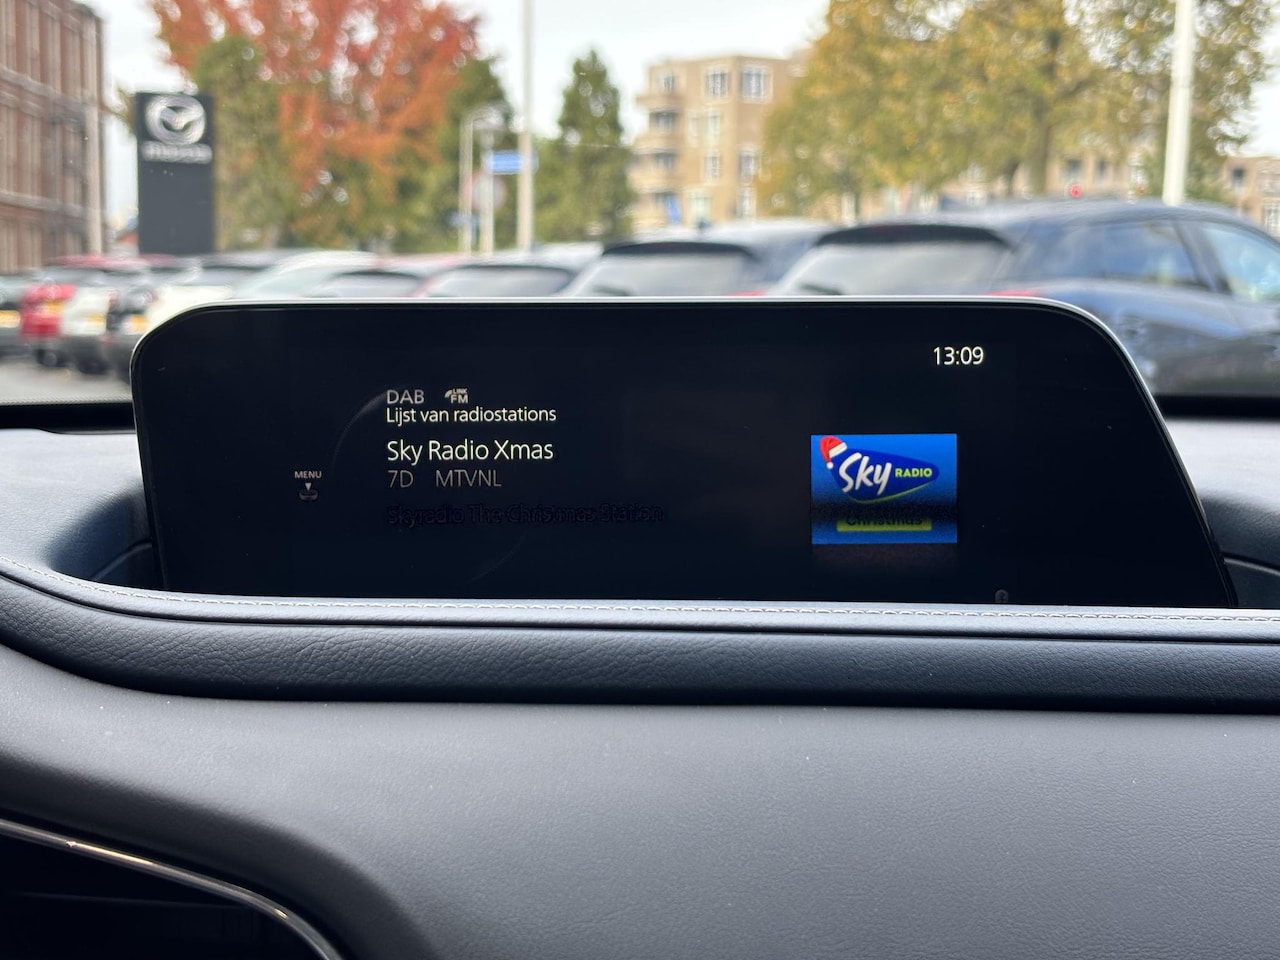 mazda
13:09
DAB LINK FM
Lijst van radiostations
Sky Radio Xmas
MENU
7D MTVNL
Skyradio The Christmas Station
Sky RADIO
Christmas